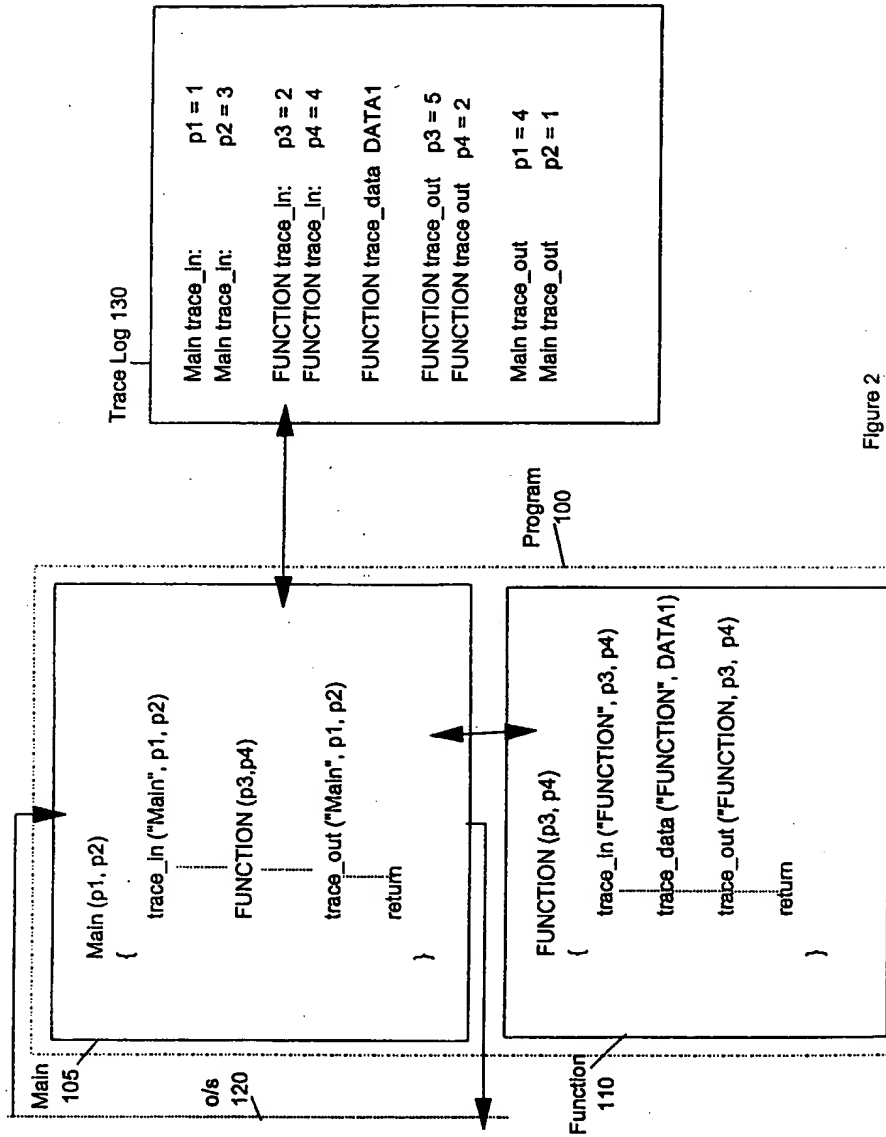 Main
105
o/s
120
Main (p1, p2)
{
trace_in ("Main", p1, p2)
FUNCTION (p3,p4)
trace_out ("Main", p1, p2)
return
}
Program
100
Function
110
FUNCTION (p3, p4)
{
trace_in ("FUNCTION", p3, p4)
trace_data ("FUNCTION", DATA1)
trace_out ("FUNCTION, p3, p4)
return
}
Trace Log 130
Main trace_in: p1 = 1
Main trace_in: p2 = 3
FUNCTION trace_in: p3 = 2
FUNCTION trace_in: p4 = 4
FUNCTION trace_data DATA1
FUNCTION trace_out p3 = 5
FUNCTION trace out p4 = 2
Main trace_out p1 = 4
Main trace_out p2 = 1
Figure 2